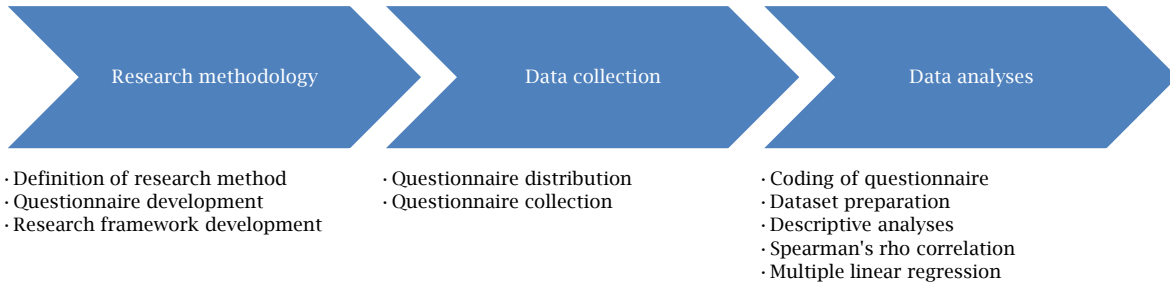 Research methodology
Data collection
Data analyses
· Definition of research method
· Questionnaire development
· Research framework development
· Questionnaire distribution
· Questionnaire collection
· Coding of questionnaire
· Dataset preparation
· Descriptive analyses
· Spearman's rho correlation
· Multiple linear regression